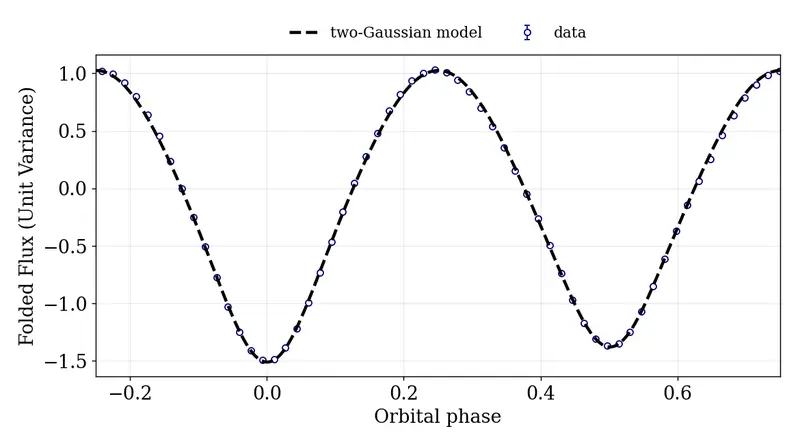 two-Gaussian model data
Folded Flux (Unit Variance)
1.0
0.5
0.0
−0.5
−1.0
−1.5
−0.2 0.0 0.2 0.4 0.6
Orbital phase